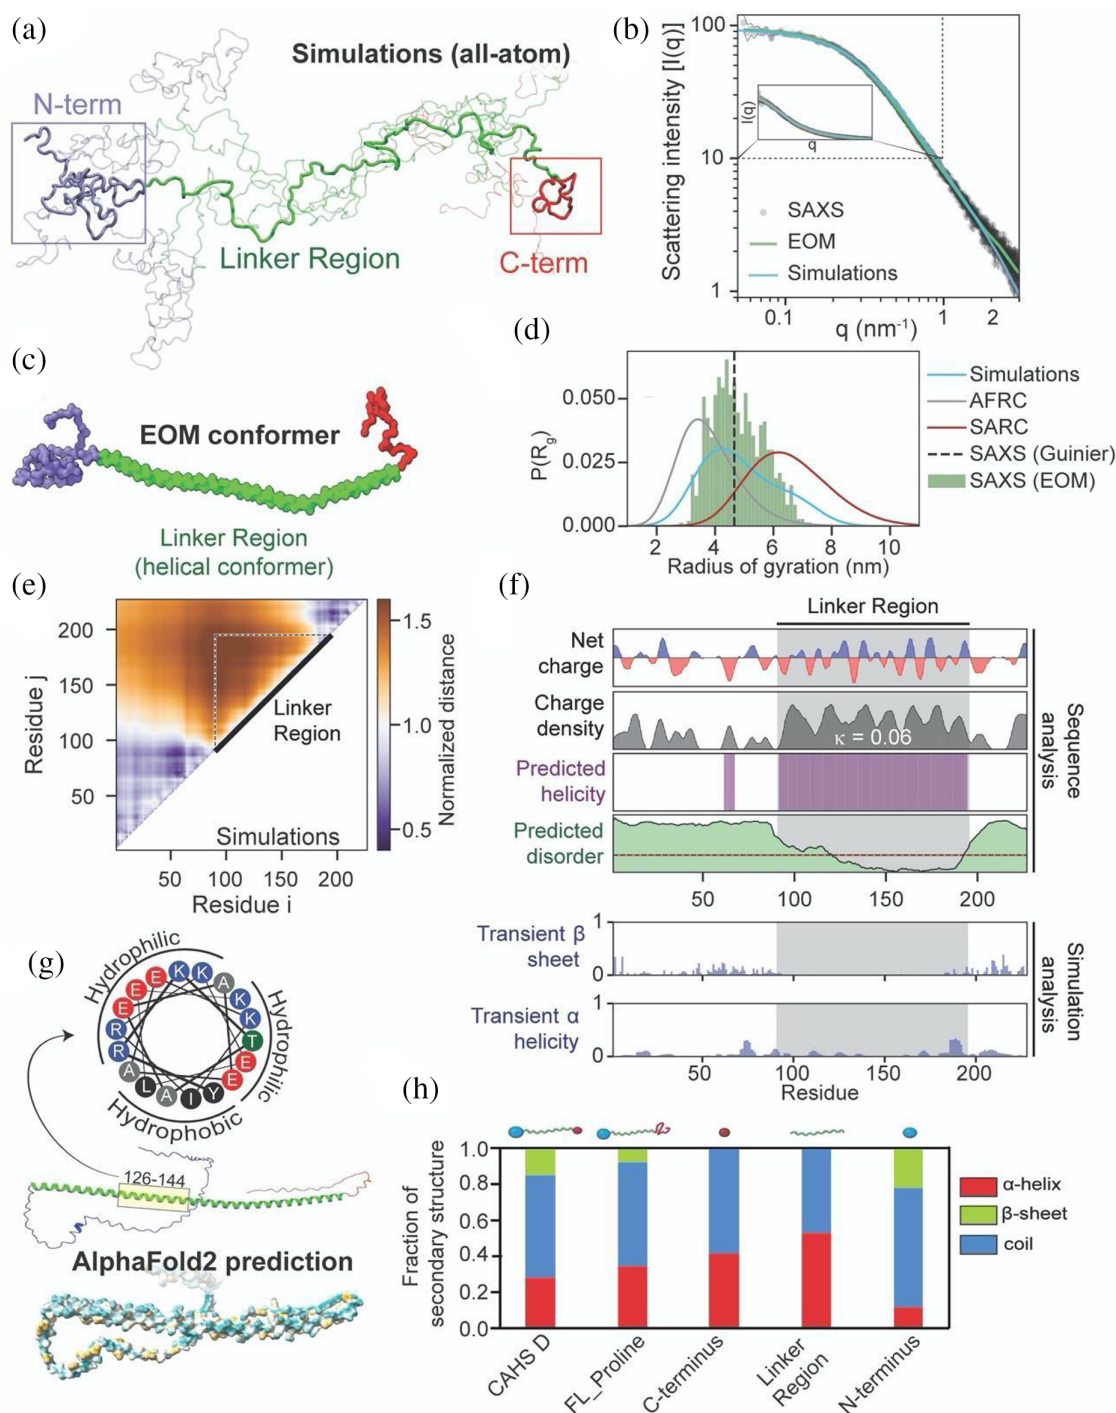 (a)
Simulations (all-atom)
N-term
Linker Region
C-term
(b)
Scattering intensity [I(q)]
100
10
1
I(q)
q
SAXS
EOM
Simulations
0.1
1
2
q (nm-1)
(c)
EOM conformer
Linker Region
(helical conformer)
(d)
P(Rg)
0.050
0.025
0.000
2
4
6
8
10
Radius of gyration (nm)
Simulations
AFRC
SARC
SAXS (Guinier)
SAXS (EOM)
(e)
Residue j
200
150
100
50
Linker
Region
Simulations
50
100
150
200
Residue i
1.5
1.0
0.5
Normalized distance
(f)
Linker Region
Net
charge
Charge
density
κ = 0.06
Predicted
helicity
Predicted
disorder
50
100
150
200
Sequence
analysis
Transient β
sheet
1
0
Transient α
helicity
1
0
50
100
150
200
Residue
Simulation
analysis
(g)
Hydrophilic
Hydrophilic
Hydrophobic
E
E
E
K
K
A
K
K
T
E
E
Y
I
A
L
A
R
R
126-144
AlphaFold2 prediction
(h)
Fraction of
secondary structure
1.0
0.8
0.6
0.4
0.2
0.0
CAHS D
FL_Proline
C-terminus
Linker
Region
N-terminus
α-helix
β-sheet
coil